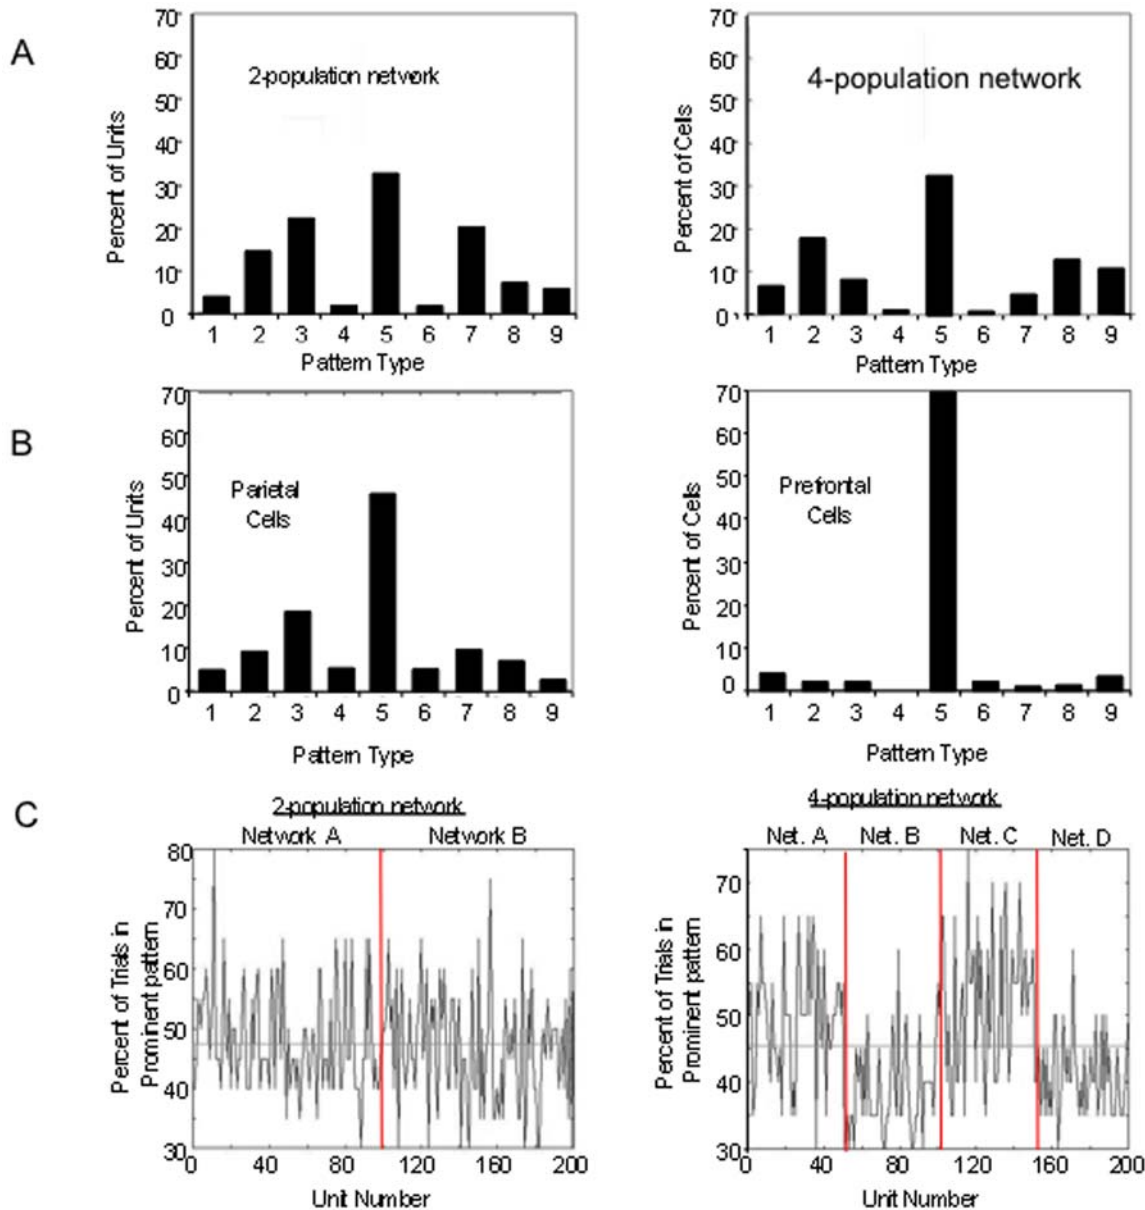 A
70
60
50
40
30
20
10
0
Percent of Units
2-population network
1 2 3 4 5 6 7 8 9
Pattern Type
70
60
50
40
30
20
10
0
Percent of Cells
4-population network
1 2 3 4 5 6 7 8 9
Pattern Type
B
70
60
50
40
30
20
10
0
Percent of Units
Parietal
Cells
1 2 3 4 5 6 7 8 9
Pattern Type
70
60
50
40
30
20
10
0
Percent of Cells
Prefrontal
Cells
1 2 3 4 5 6 7 8 9
Pattern Type
C
2-population network
Network A Network B
80
70
60
50
40
30
Percent of Trials in
Prominent pattern
0 40 80 120 160 200
Unit Number
4-population network
Net. A Net. B Net. C Net. D
70
60
50
40
30
Percent of Trials in
Prominent pattern
0 40 80 120 160 200
Unit Number